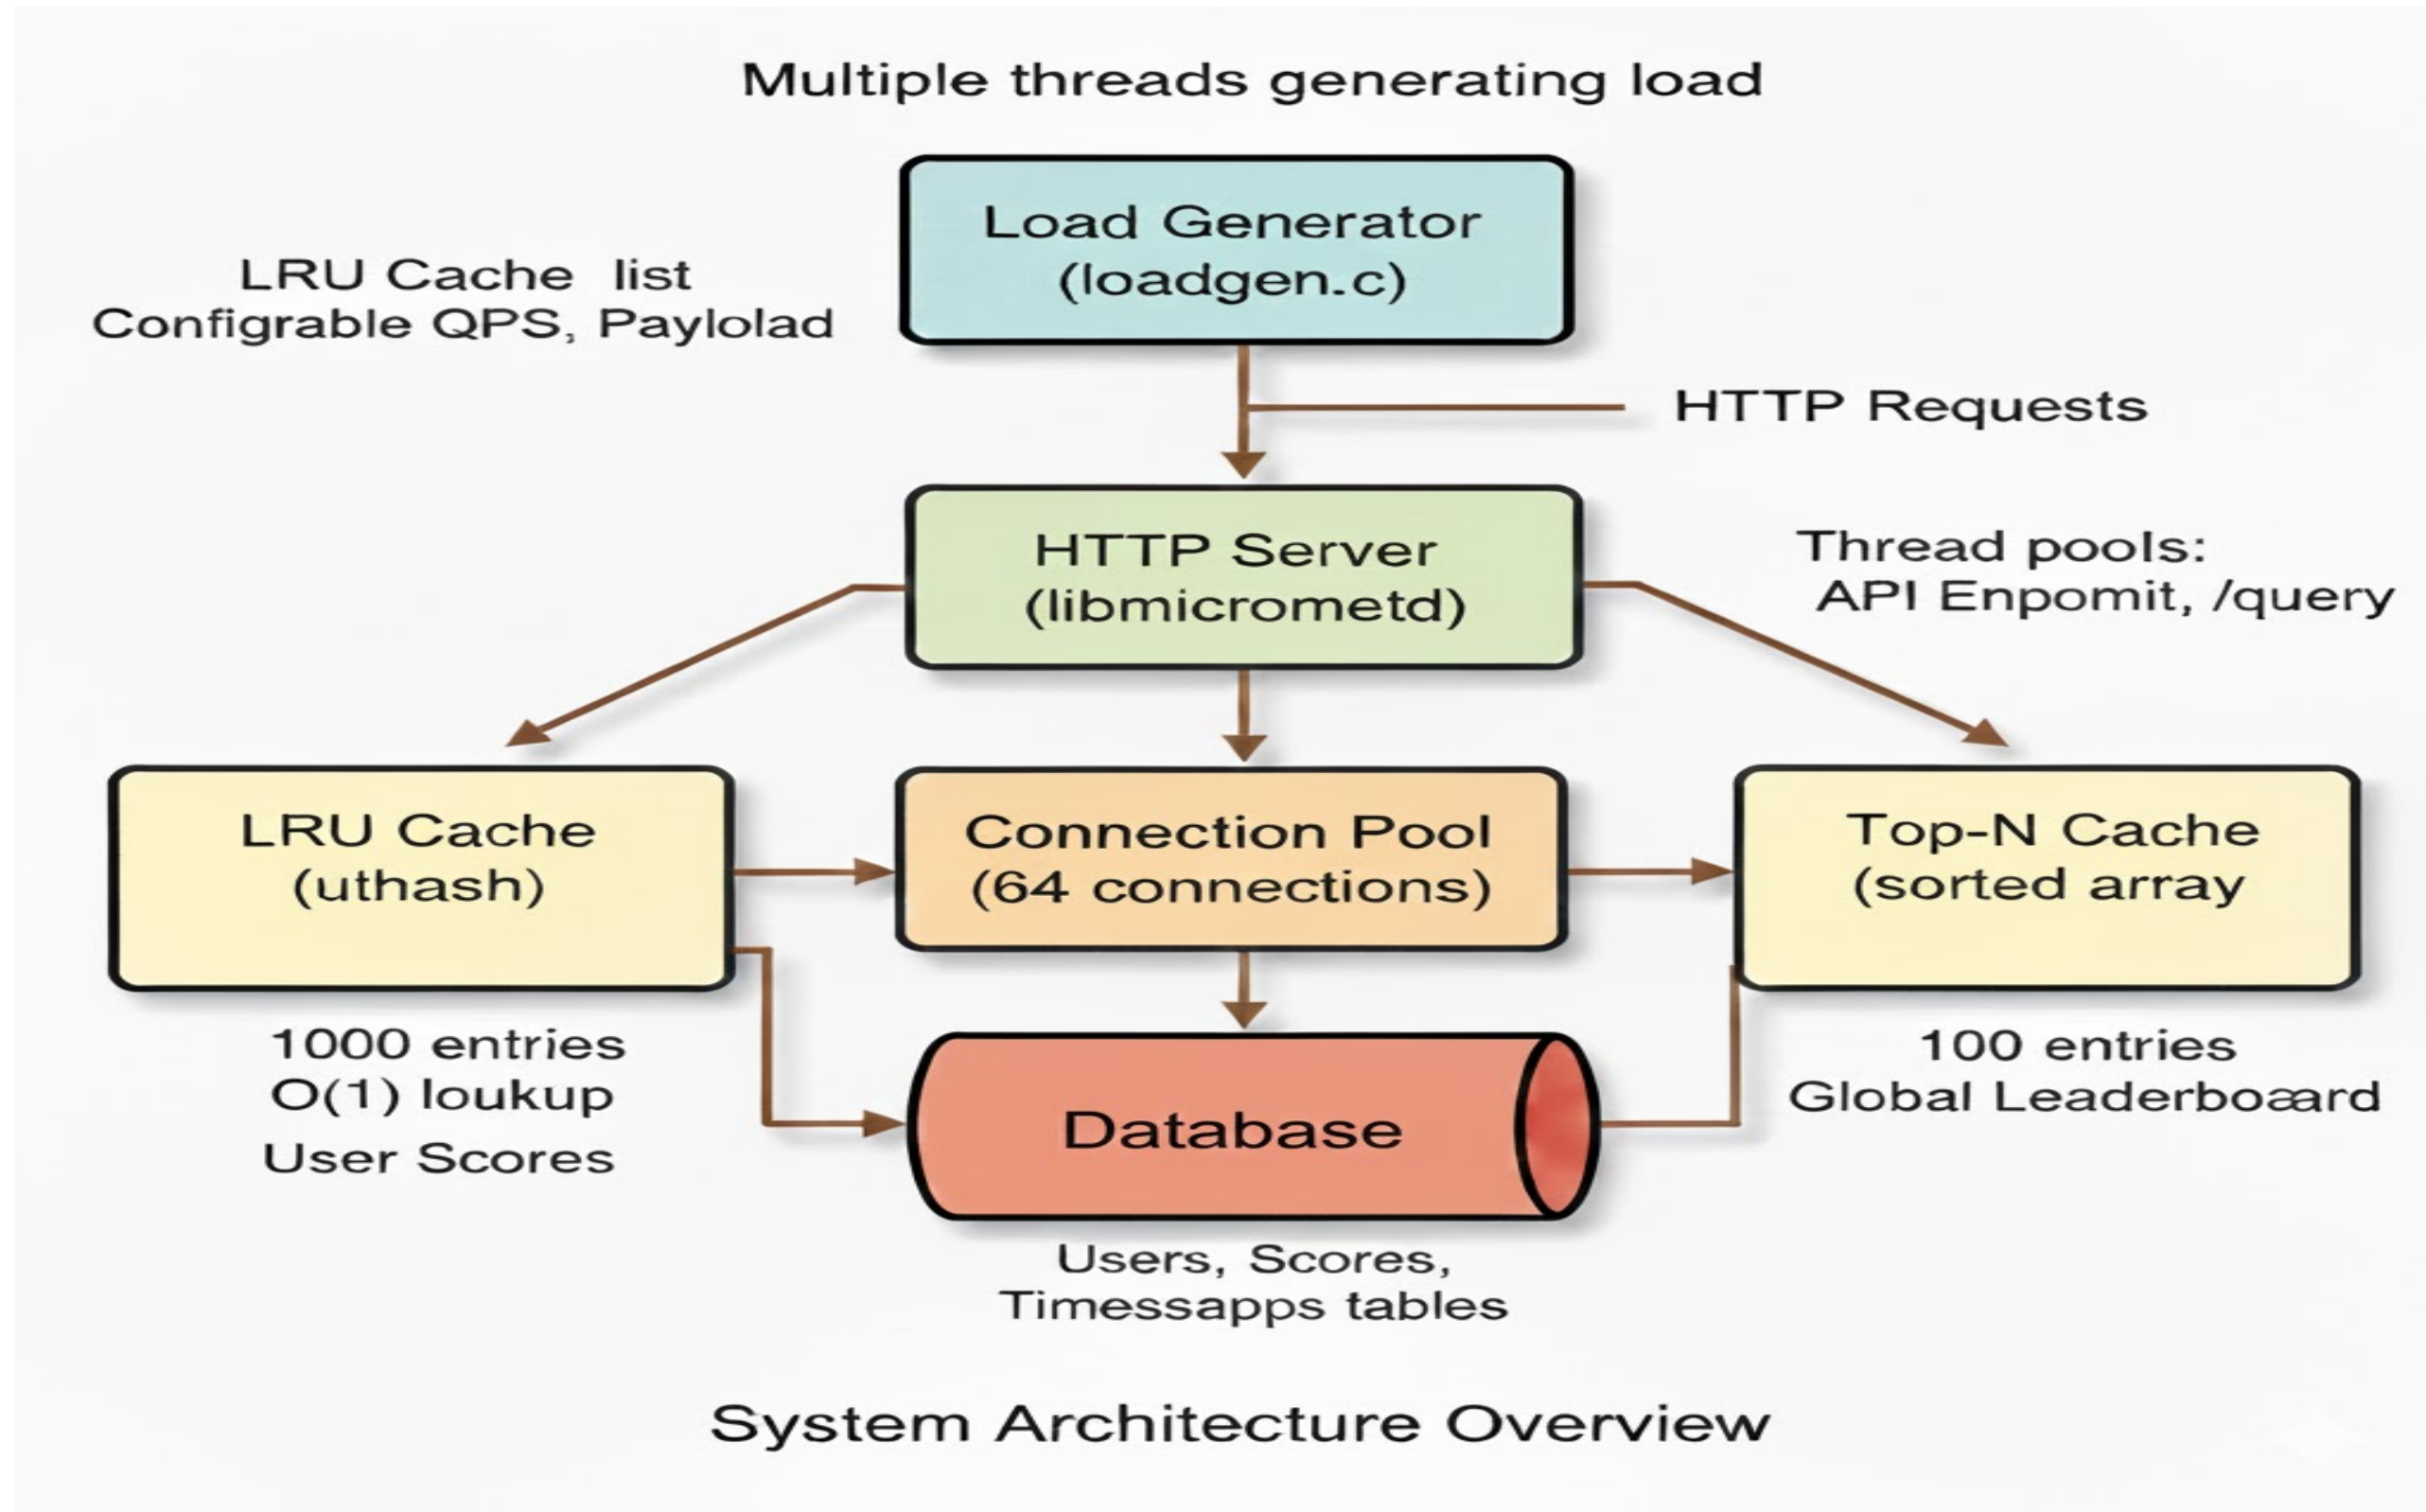 Multiple threads generating load
Load Generator
(loadgen.c)
LRU Cache list
Configrable QPS, Paylolad
HTTP Requests
HTTP Server
(libmicrometd)
Thread pools:
API Enpomit, /query
LRU Cache
(uthash)
Connection Pool
(64 connections)
Top-N Cache
(sorted array
1000 entries
O(1) loukup
User Scores
100 entries
Global Leaderboaard
Database
Users, Scores,
Timessapps tables
System Architecture Overview